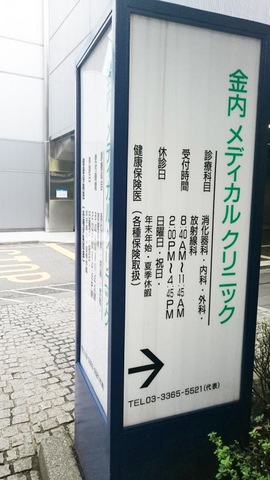 金内 メディカル クリニック
診療科目 消化器科・内科・外科・
放射線科
受付時間 8:40AM〜11:45AM
2:00PM〜4:45PM
休診日 日曜日・祝日・
年末年始・夏季休暇
健康保険医 (各種保険取扱)
TEL.03-3365-5521(代表)